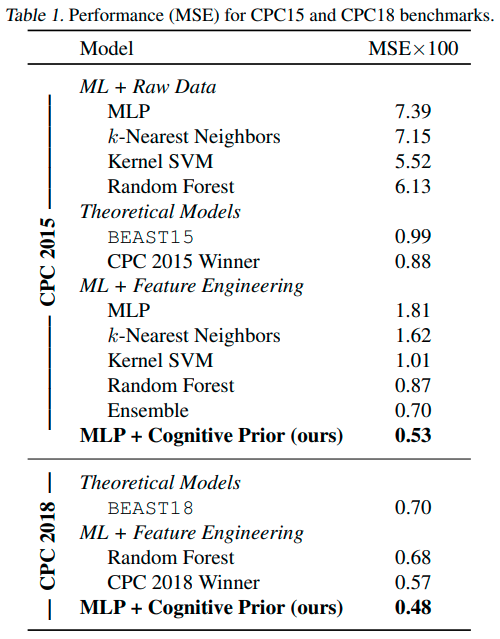 Table 1. Performance (MSE) for CPC15 and CPC18 benchmarks.
Model MSE×100
CPC 2015
ML + Raw Data
MLP 7.39
k-Nearest Neighbors 7.15
Kernel SVM 5.52
Random Forest 6.13
Theoretical Models
BEAST15 0.99
CPC 2015 Winner 0.88
ML + Feature Engineering
MLP 1.81
k-Nearest Neighbors 1.62
Kernel SVM 1.01
Random Forest 0.87
Ensemble 0.70
MLP + Cognitive Prior (ours) 0.53
CPC 2018
Theoretical Models
BEAST18 0.70
ML + Feature Engineering
Random Forest 0.68
CPC 2018 Winner 0.57
MLP + Cognitive Prior (ours) 0.48